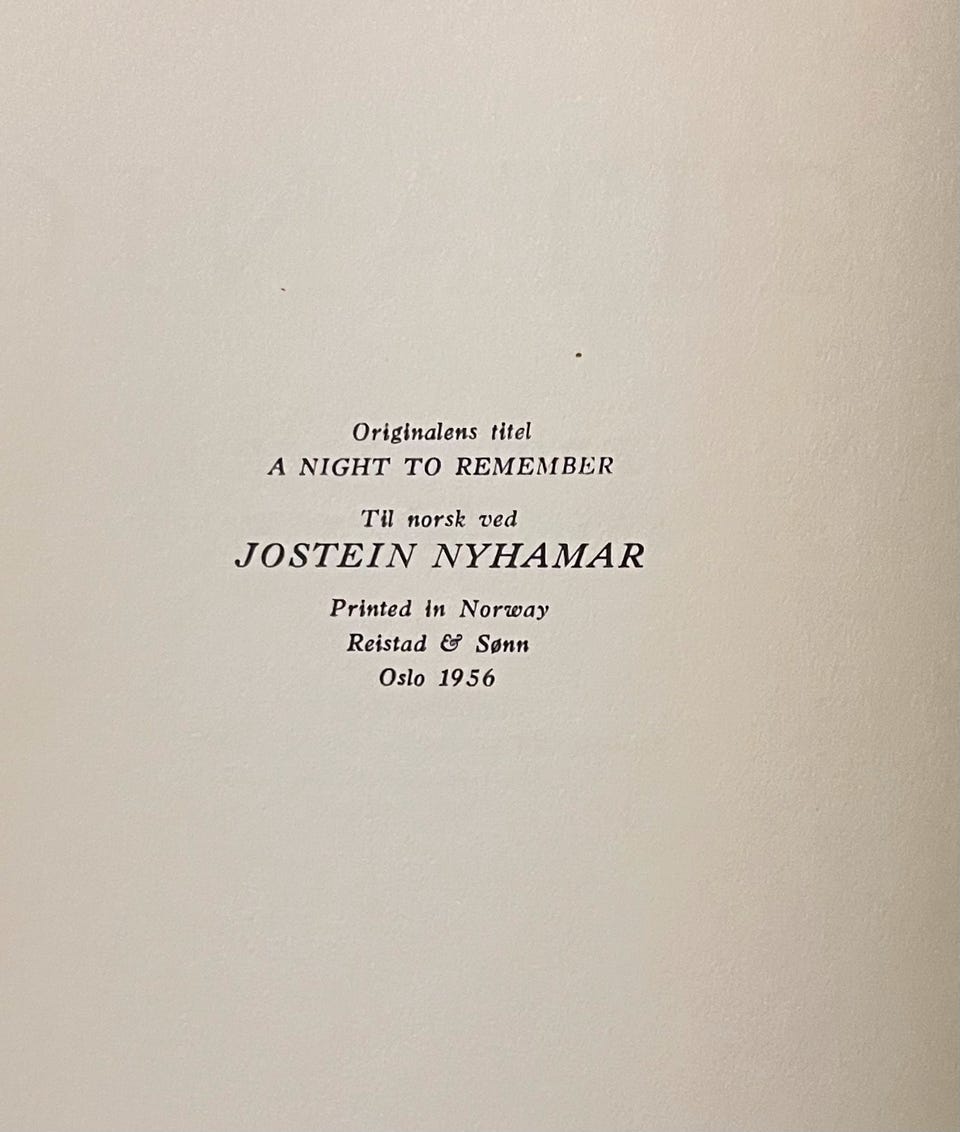 Originalens titel
A NIGHT TO REMEMBER
Til norsk ved
JOSTEIN NYHAMAR
Printed in Norway
Reistad & Sønn
Oslo 1956